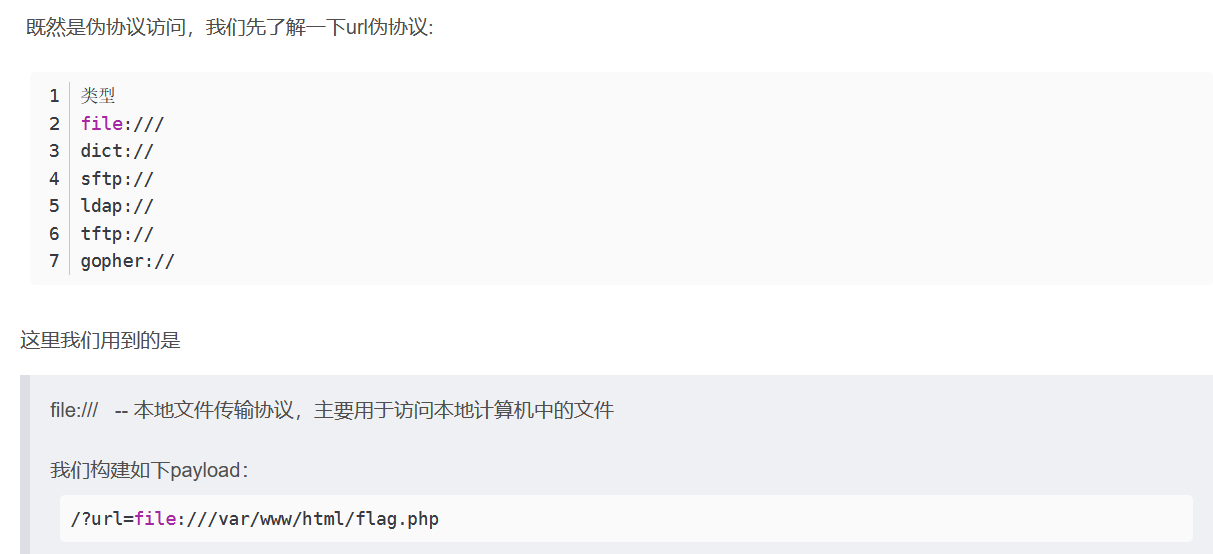 既然是伪协议访问，我们先了解一下url伪协议:
1 类型
2 file:///
3 dict://
4 sftp://
5 ldap://
6 tftp://
7 gopher://
这里我们用到的是
file:/// -- 本地文件传输协议，主要用于访问本地计算机中的文件
我们构建如下payload：
/?url=file:///var/www/html/flag.php